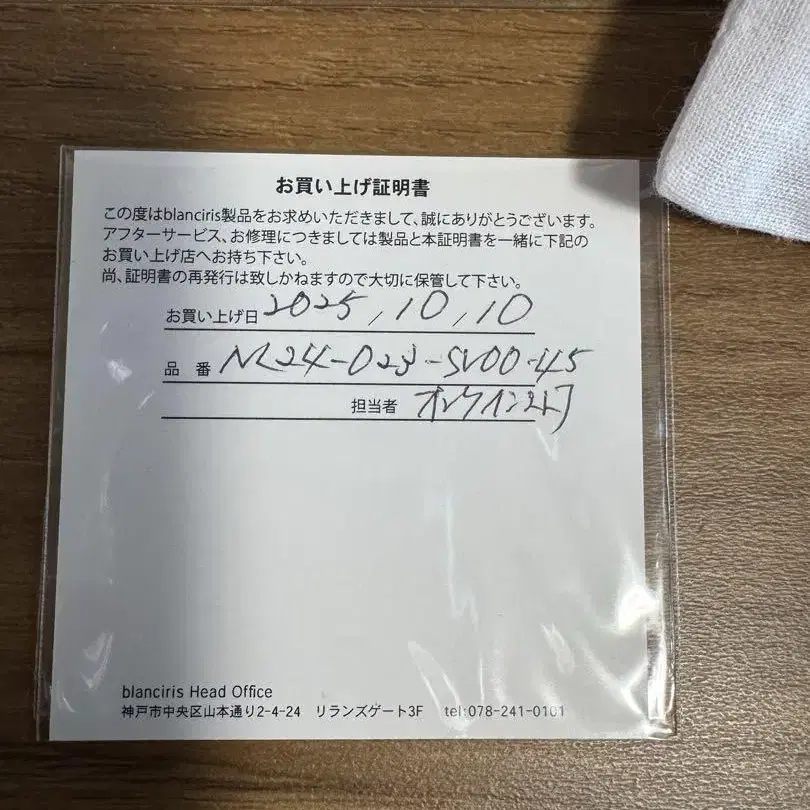 お買い上げ証明書
この度はblanciris製品をお求めいただきまして、誠にありがとうございます。
アフターサービス、お修理につきましては製品と本証明書を一緒に下記の
お買い上げ店へお持ち下さい。
尚、証明書の再発行は致しかねますので大切に保管して下さい。
お買い上げ日 2025,10,10
品 番 NL24-023-SV00-45
担当者 オンラインストア
blanciris Head Office
神戸市中央区山本通り2-4-24 リランズゲート3F tel:078-241-0101